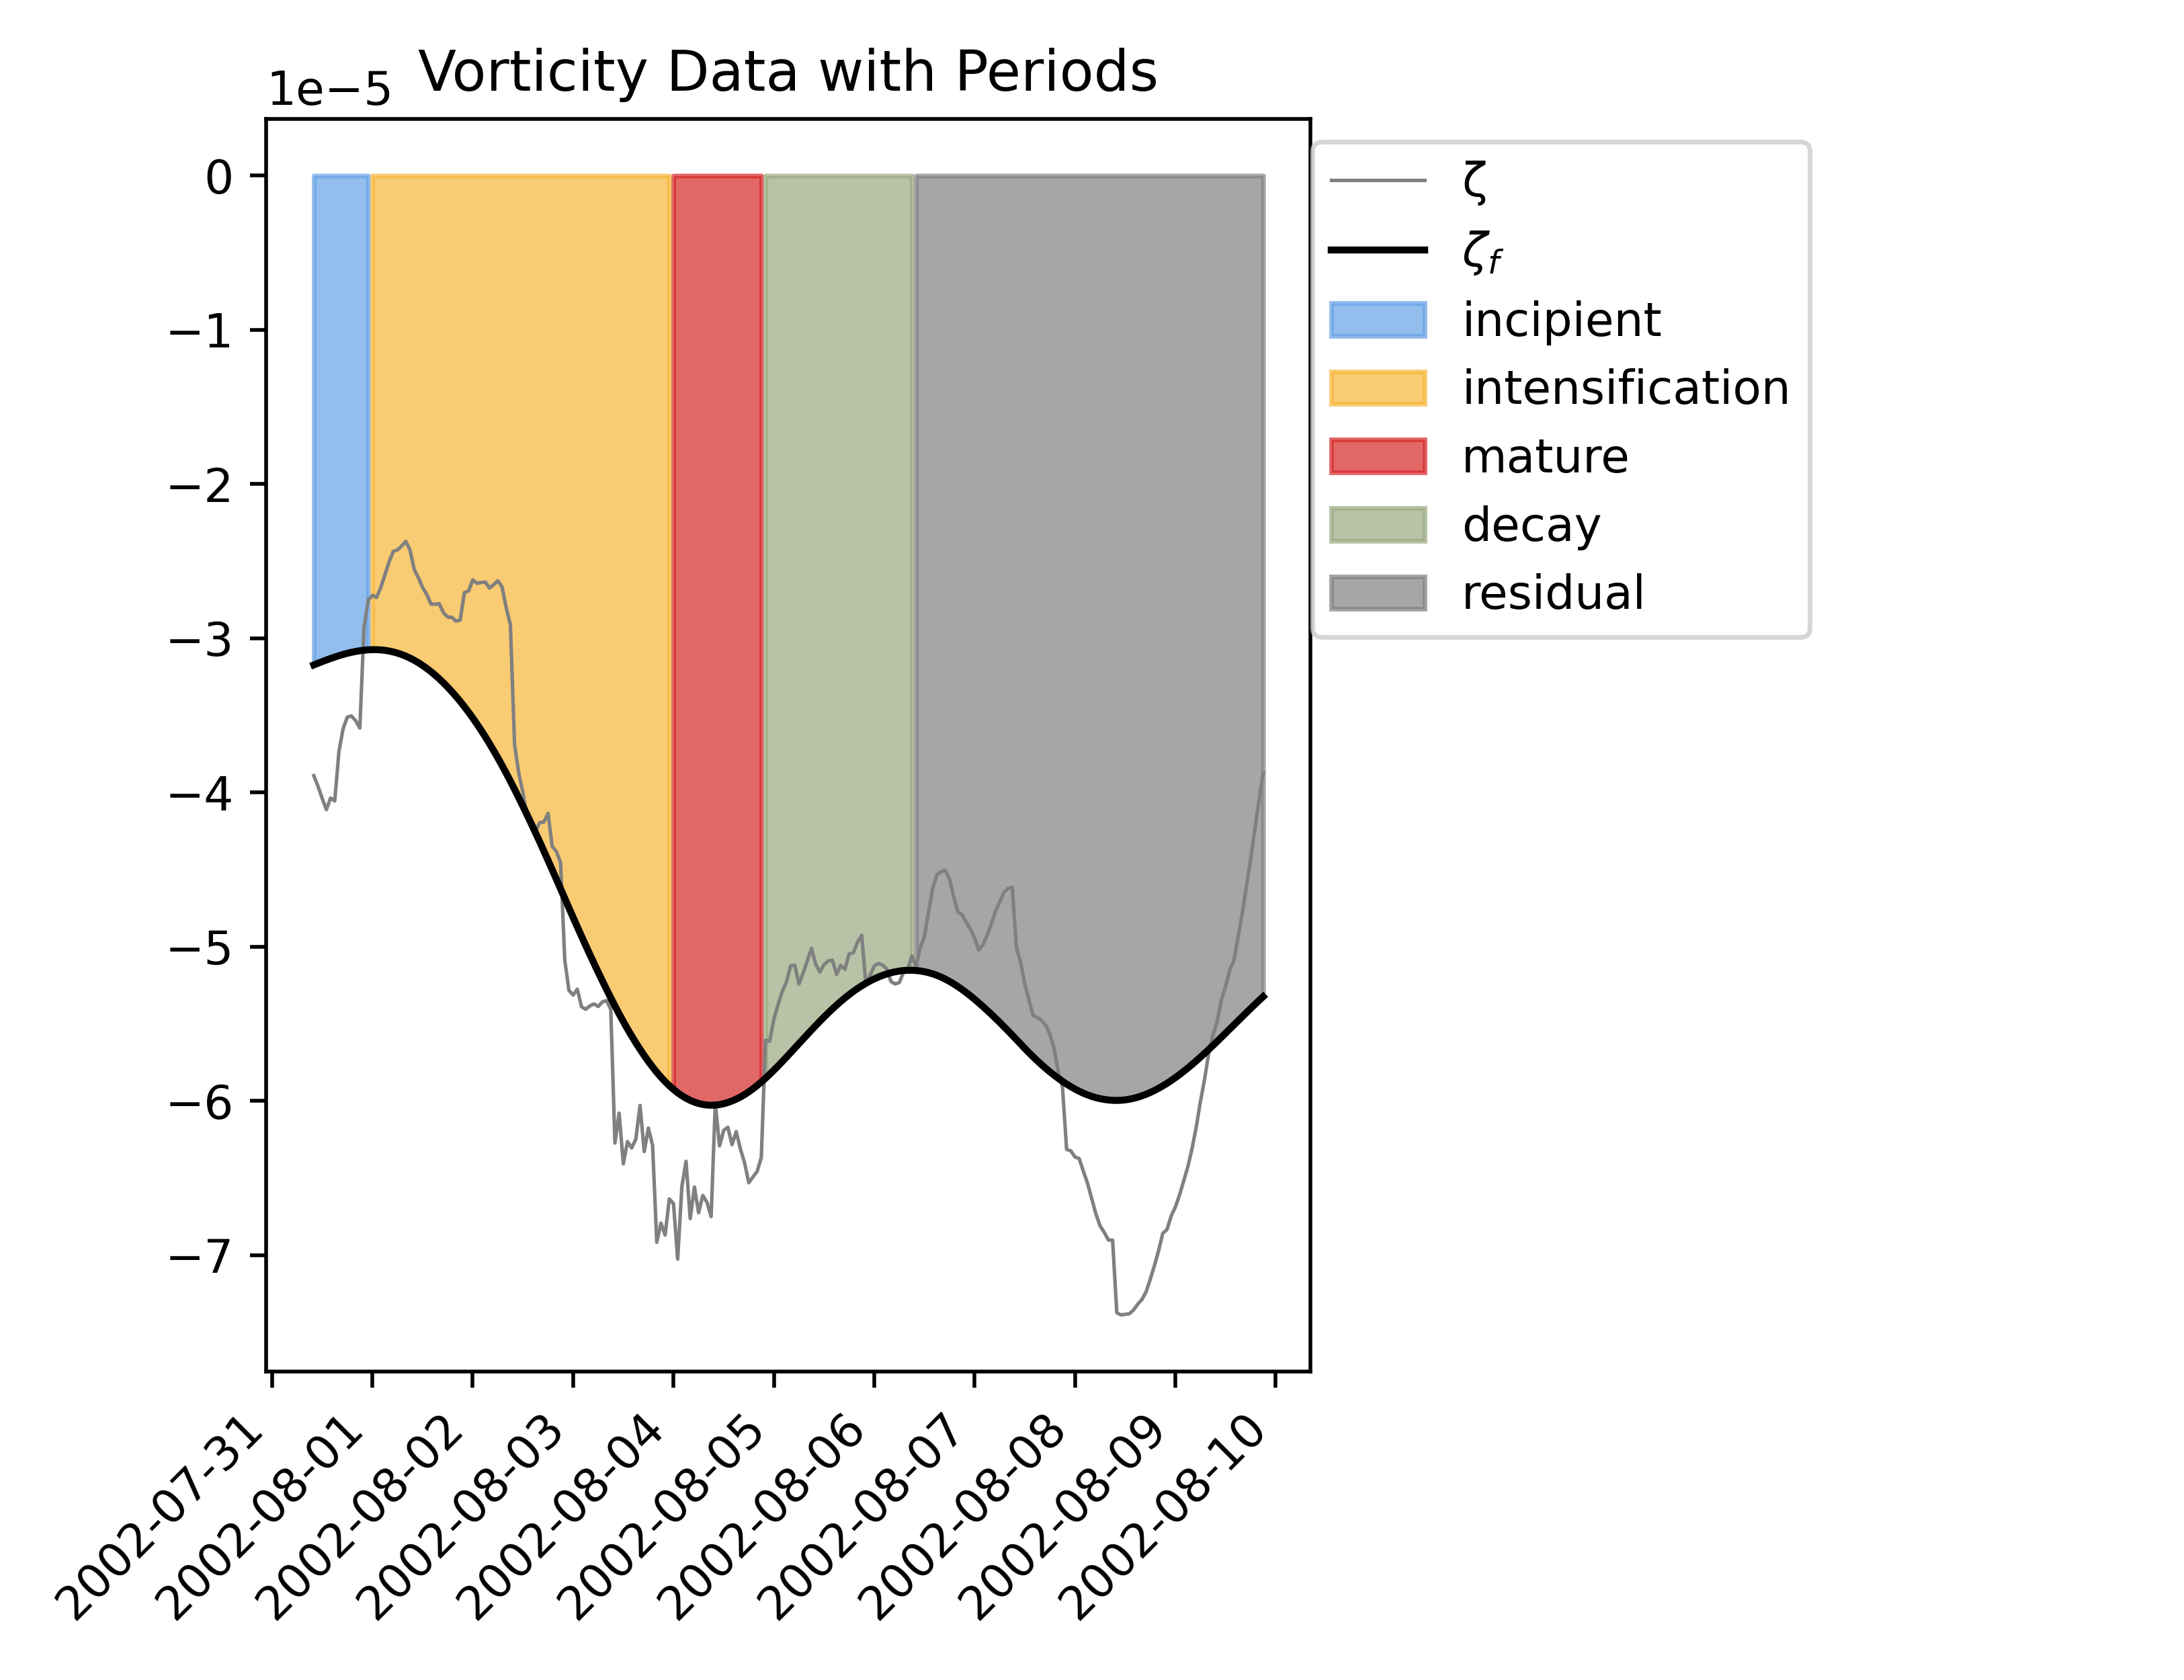 Vorticity Data with Periods
1e−5
0
−1
−2
−3
−4
−5
−6
−7
2002-07-31
2002-08-01
2002-08-02
2002-08-03
2002-08-04
2002-08-05
2002-08-06
2002-08-07
2002-08-08
2002-08-09
2002-08-10
ζ
ζf
incipient
intensification
mature
decay
residual